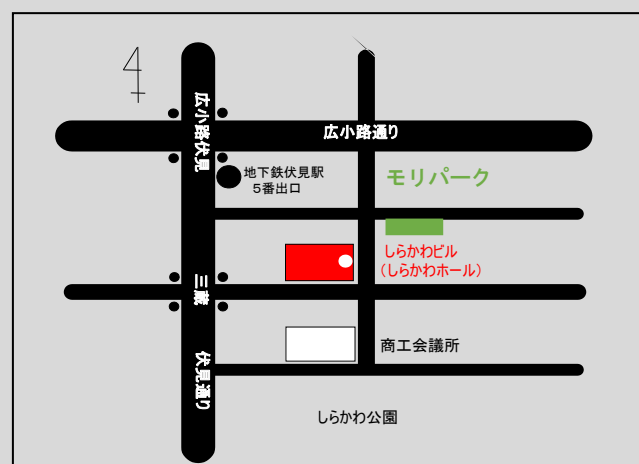 広小路伏見
広小路通り
地下鉄伏見駅
5番出口
モリパーク
しらかわビル
(しらかわホール)
三蔵
商工会議所
伏見通り
しらかわ公園